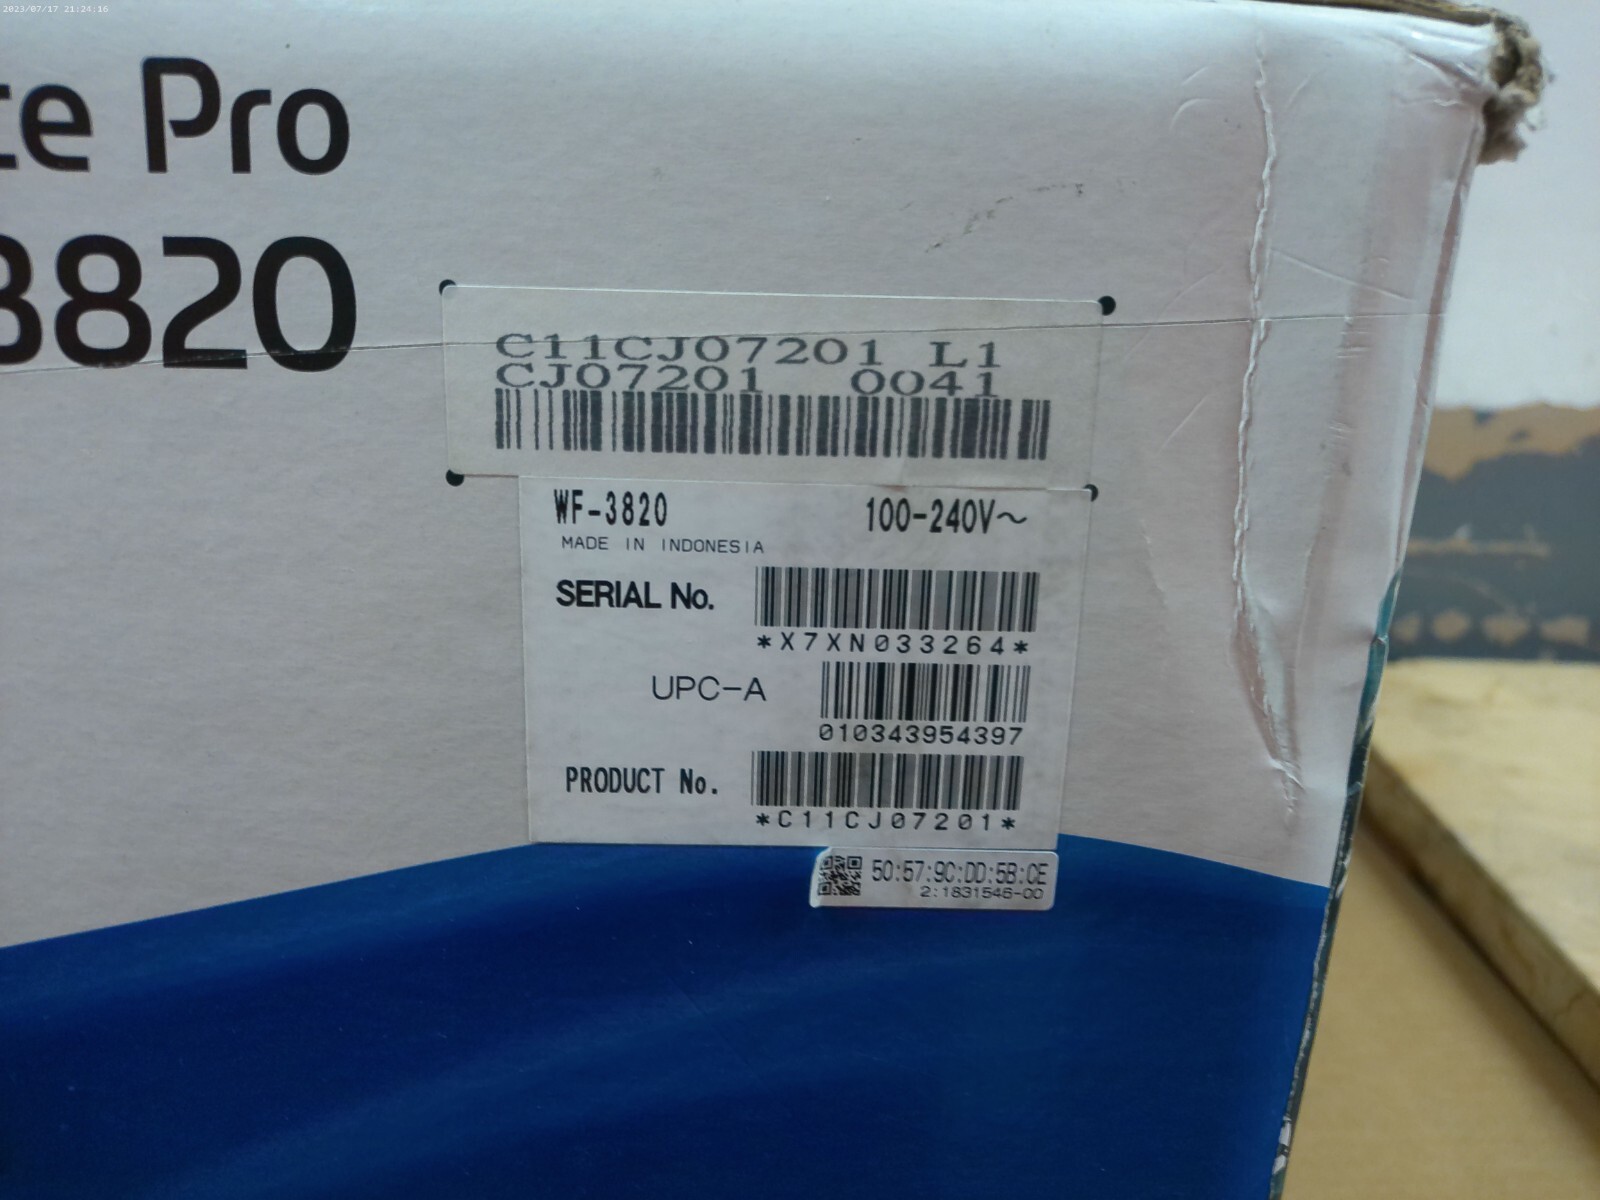 2023/07/17 21:24:16
te Pro
3820
C11CJ07201 L1
CJ07201 0041
WF-3820 100-240V~
MADE IN INDONESIA
SERIAL No.
*X7XN033264*
UPC-A
010343954397
PRODUCT No.
*C11CJ07201*
50:57:9C:DD:5B:CE
2:1831546-00